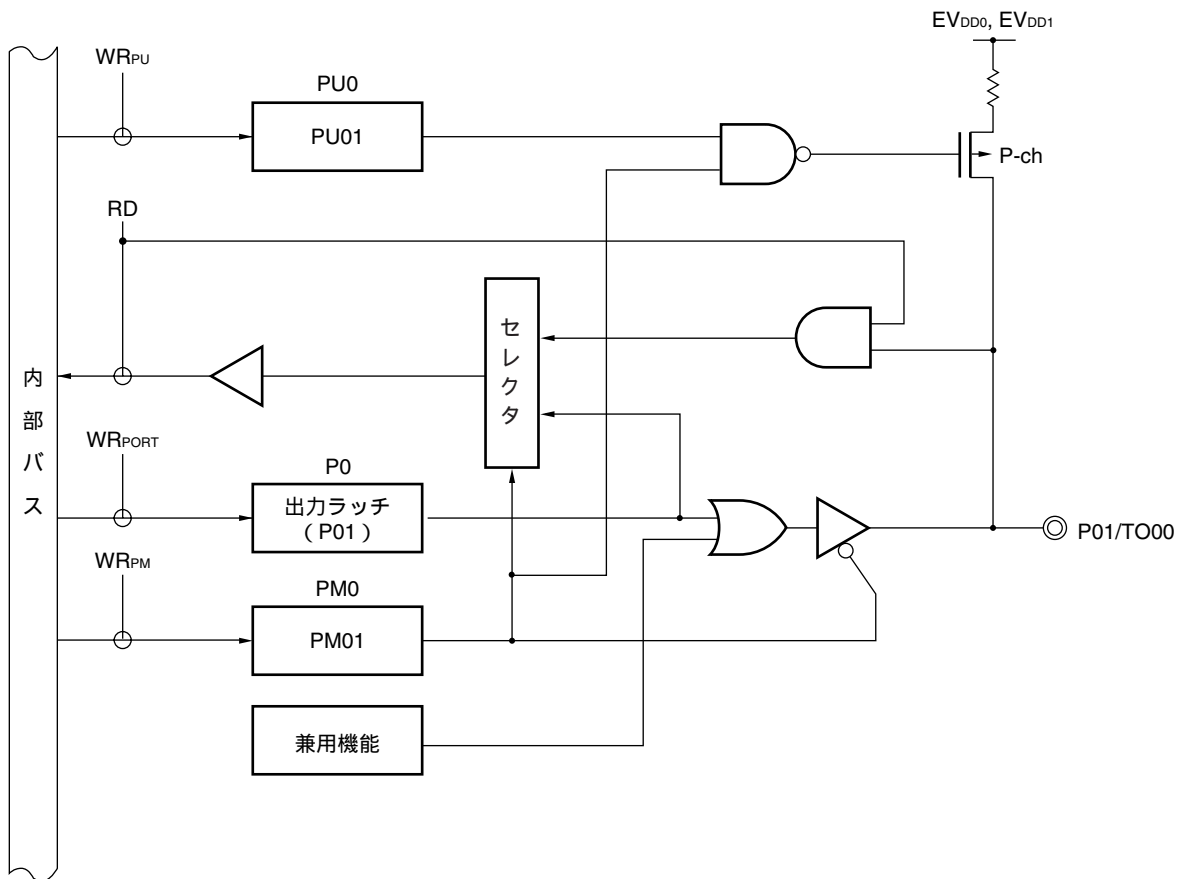 EVDD0, EVDD1
WRPU
PU0
PU01
P-ch
RD
セレクタ
内部バス
WRPORT
P0
出力ラッチ
(P01)
P01/TO00
WRPM
PM0
PM01
兼用機能